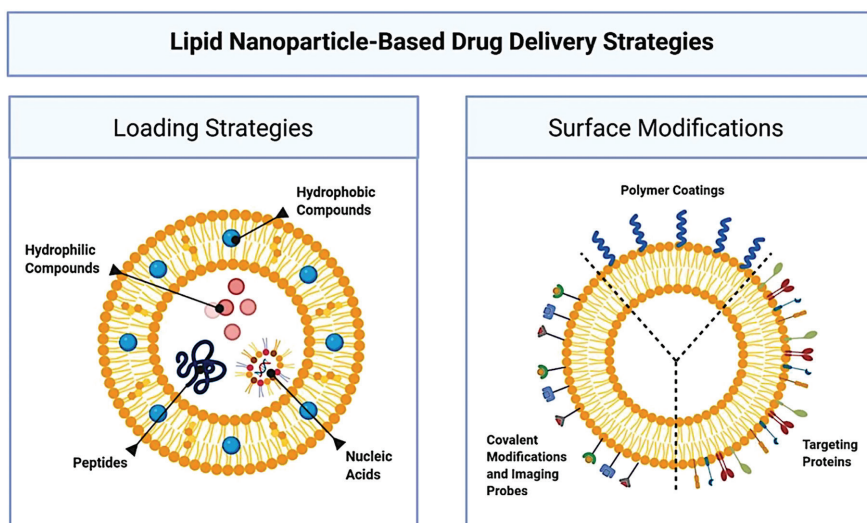 Lipid Nanoparticle-Based Drug Delivery Strategies
Loading Strategies
Hydrophobic
Compounds
Hydrophilic
Compounds
Peptides
Nucleic
Acids
Surface Modifications
Polymer Coatings
Covalent
Modifications
and Imaging
Probes
Targeting
Proteins